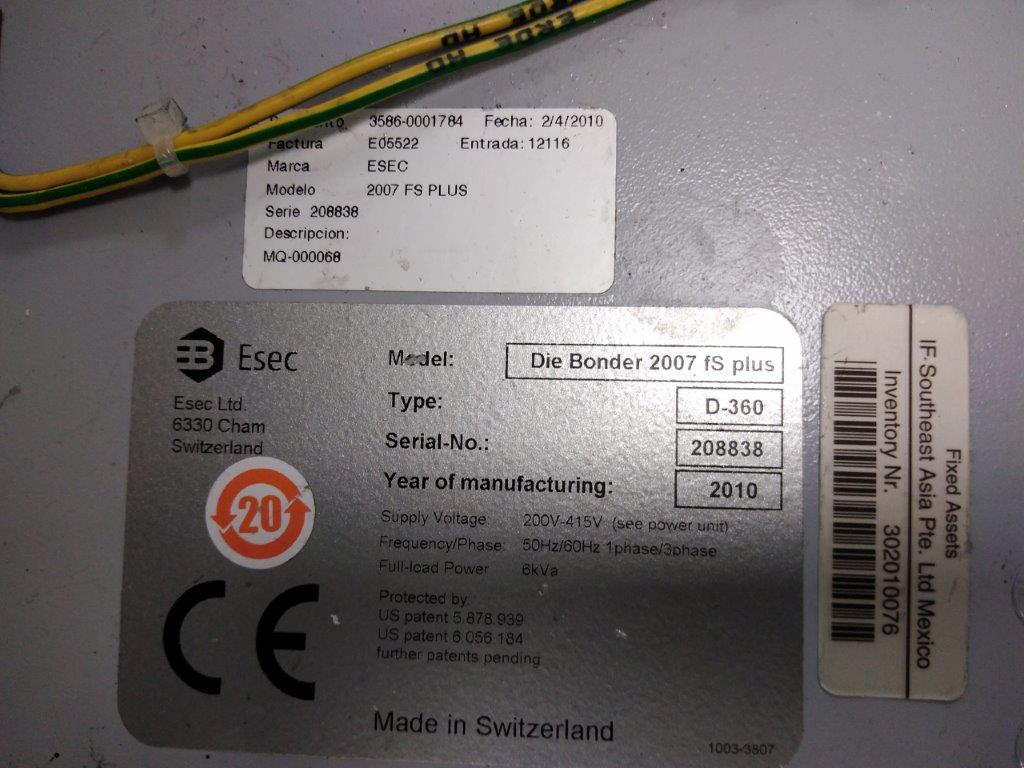 ERDE AD
ERDE
3586-0001784 Fecha: 2/4/2010
Factura E05522 Entrada: 12116
Marca ESEC
Modelo 2007 FS PLUS
Serie 208838
Descripcion:
MQ-000068
Esec
Esec Ltd.
6330 Cham
Switzerland
20
CE
Model: Die Bonder 2007 fS plus
Type: D-360
Serial-No.: 208838
Year of manufacturing: 2010
Supply Voltage 200V-415V (see power unit)
Frequency/Phase: 50Hz/60Hz 1phase/3phase
Full-load Power 6kVa
Protected by
US patent 5.878.939
US patent 6.056.184
further patents pending
Made in Switzerland
1003-3807
Fixed Assets
IF-Southeast Asia Pte. Ltd Mexico
Inventory Nr. 302010076